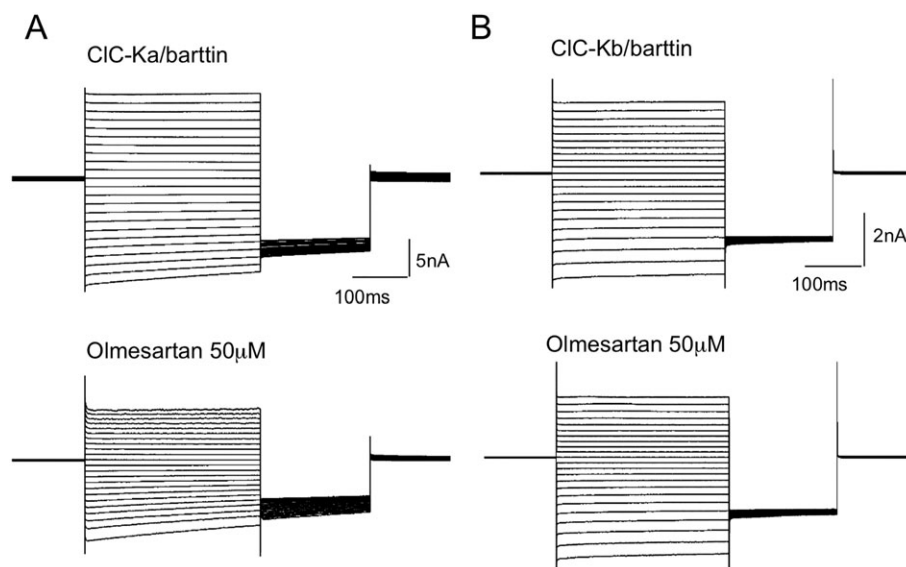 A
B
ClC-Ka/barttin
ClC-Kb/barttin
5nA
100ms
2nA
100ms
Olmesartan 50μM
Olmesartan 50μM